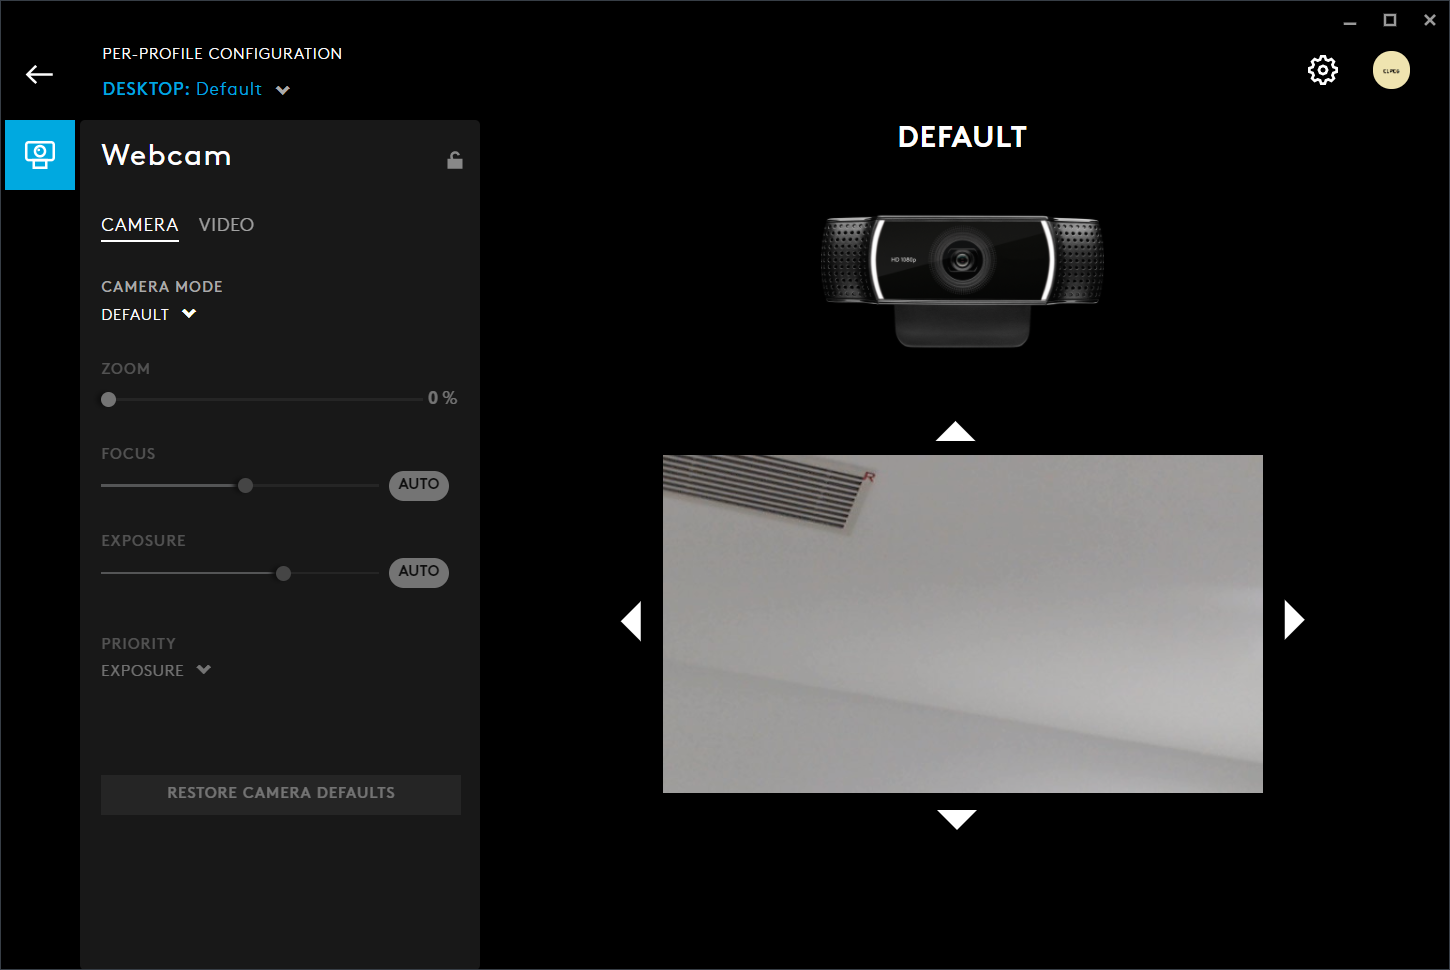 PER-PROFILE CONFIGURATION
DESKTOP: Default
Webcam
CAMERA VIDEO
CAMERA MODE
DEFAULT
ZOOM
0 %
FOCUS
AUTO
EXPOSURE
AUTO
PRIORITY
EXPOSURE
RESTORE CAMERA DEFAULTS
DEFAULT
HD 1080p
R